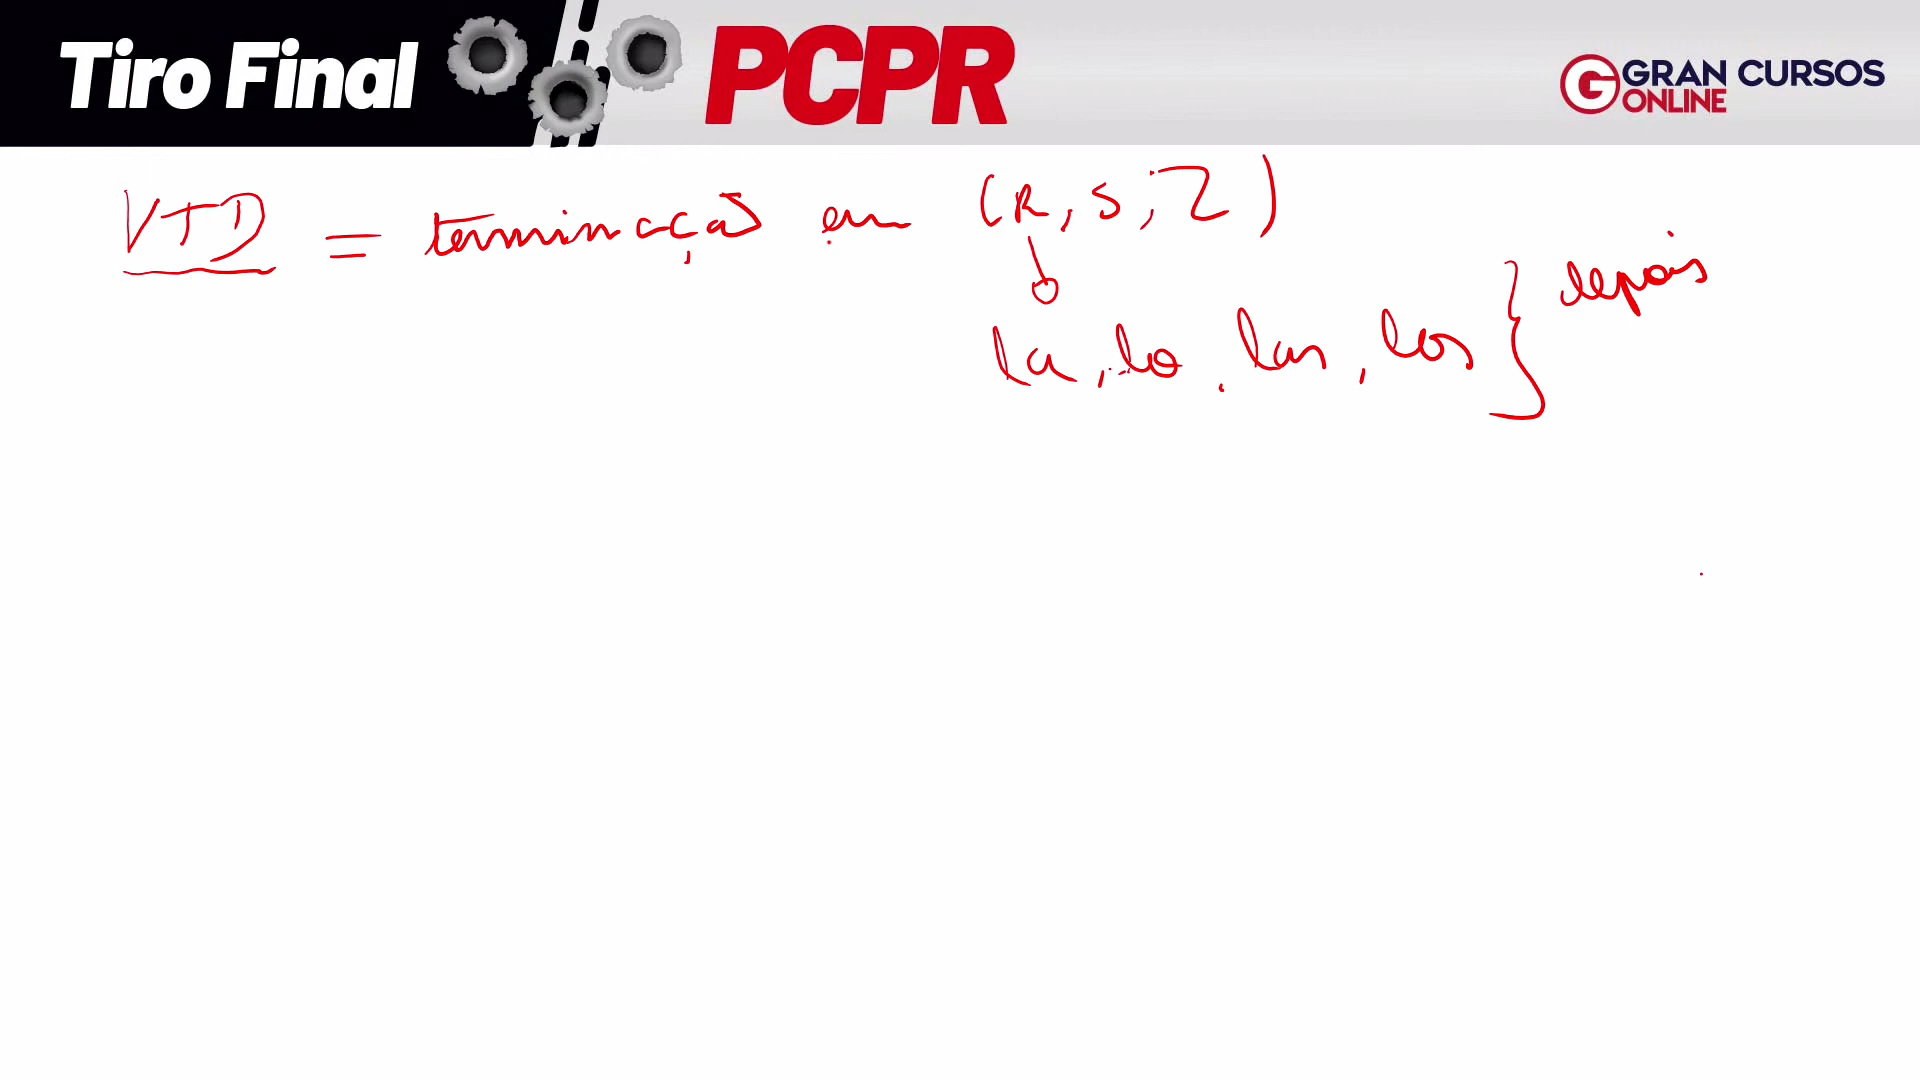 Tiro Final PCPR
GRAN CURSOS
ONLINE
VTD = terminação em (R, S, Z)
depois
la, lo, las, los }